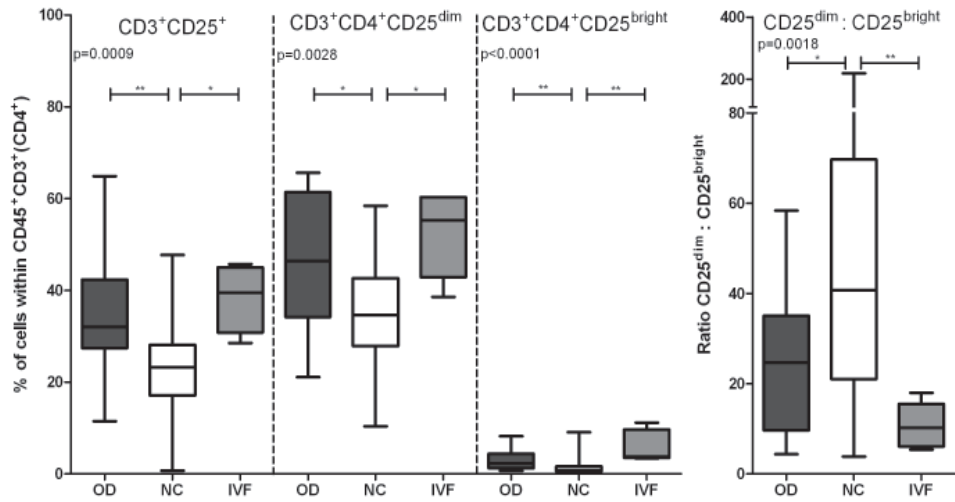 CD3⁺CD25⁺
CD3⁺CD4⁺CD25ᵈⁱᵐ
CD3⁺CD4⁺CD25ᵇʳⁱᵍʰᵗ
p=0.0009
p=0.0028
p<0.0001
** * * * ** **
% of cells within CD45⁺CD3⁺(CD4⁺)
100
80
60
40
20
0
OD NC IVF OD NC IVF OD NC IVF
CD25ᵈⁱᵐ : CD25ᵇʳⁱᵍʰᵗ
p=0.0018
* **
Ratio CD25ᵈⁱᵐ : CD25ᵇʳⁱᵍʰᵗ
400
200
80
60
40
20
0
OD NC IVF